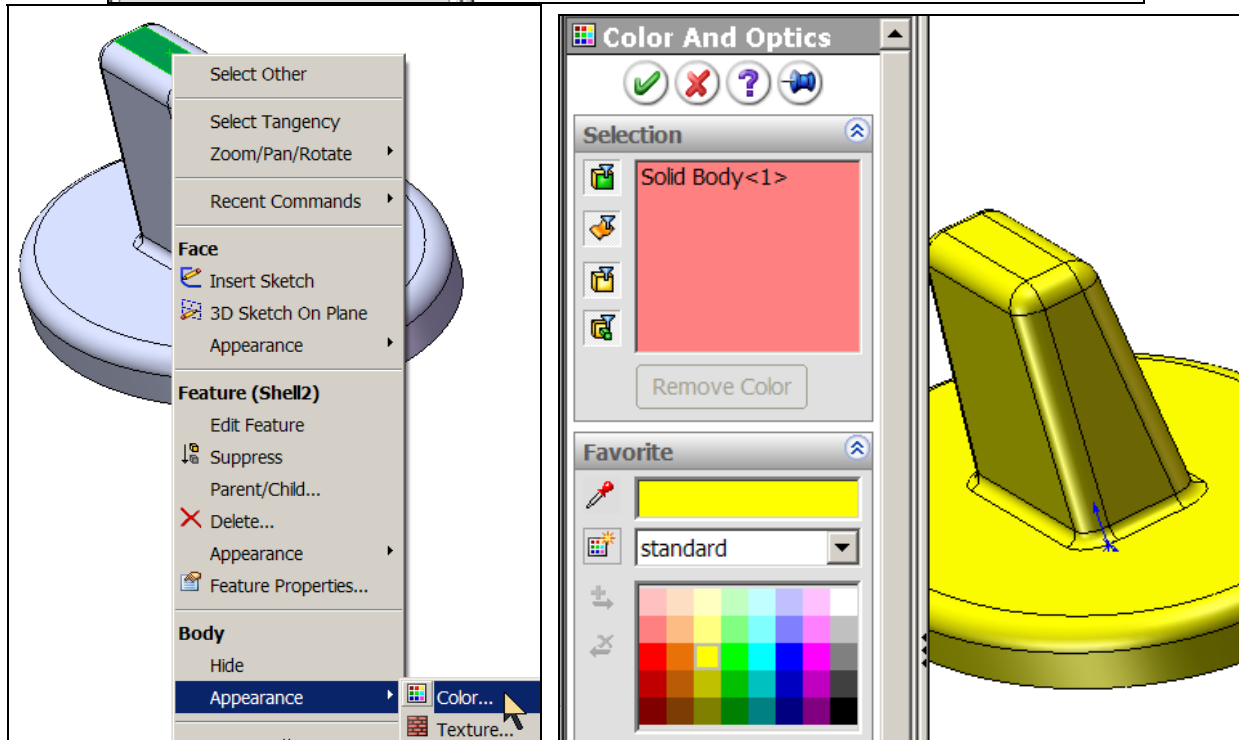 Select Other
Select Tangency
Zoom/Pan/Rotate
Recent Commands
Face
Insert Sketch
3D Sketch On Plane
Appearance
Feature (Shell2)
Edit Feature
Suppress
Parent/Child...
Delete...
Appearance
Feature Properties...
Body
Hide
Appearance
Color...
Texture...
Color And Optics
Selection
Solid Body<1>
Remove Color
Favorite
standard